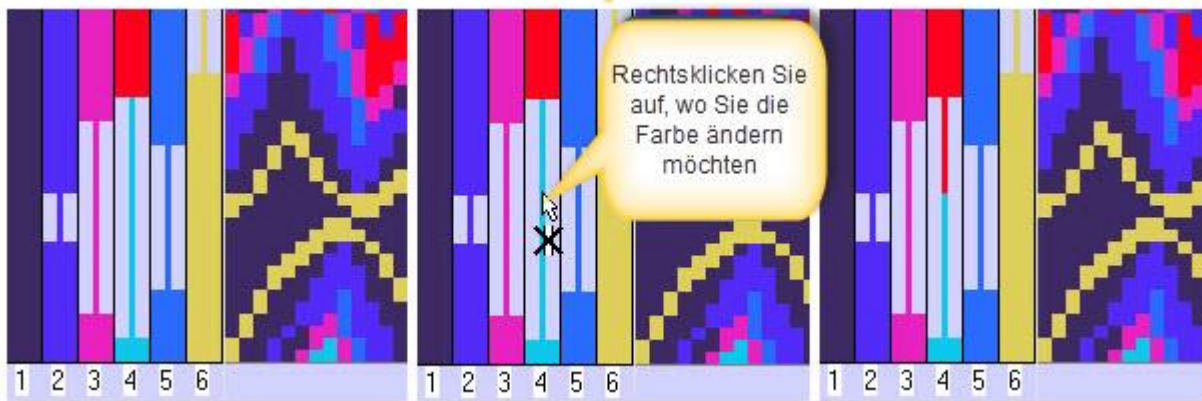 Rechtsklicken Sie
auf, wo Sie die
Farbe ändern
möchten
1 2 3 4 5 6
1 2 3 4 5 6
1 2 3 4 5 6